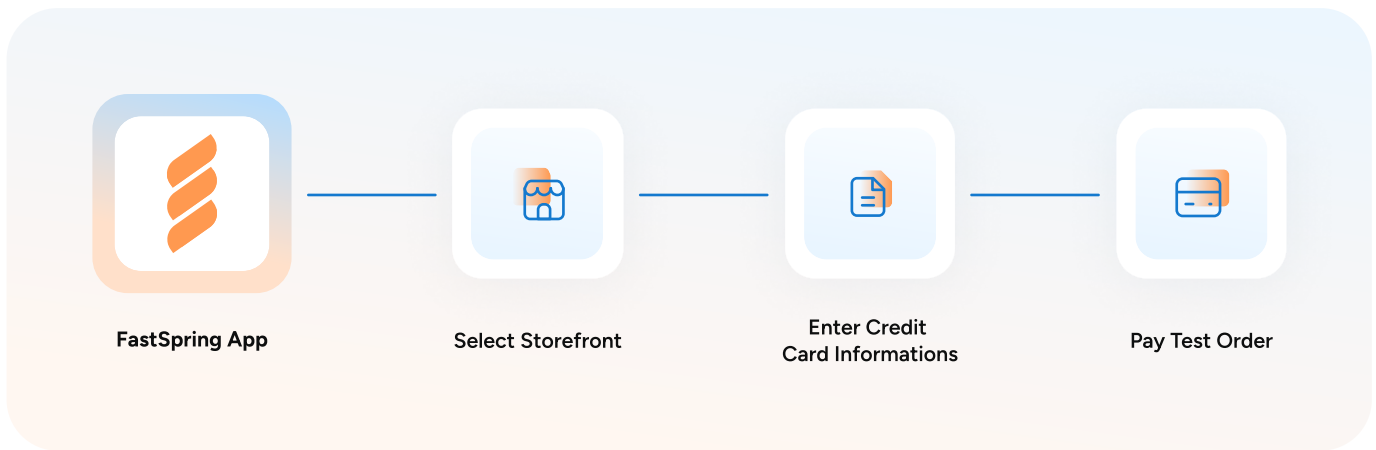 FastSpring App
Select Storefront
Enter Credit
Card Informations
Pay Test Order